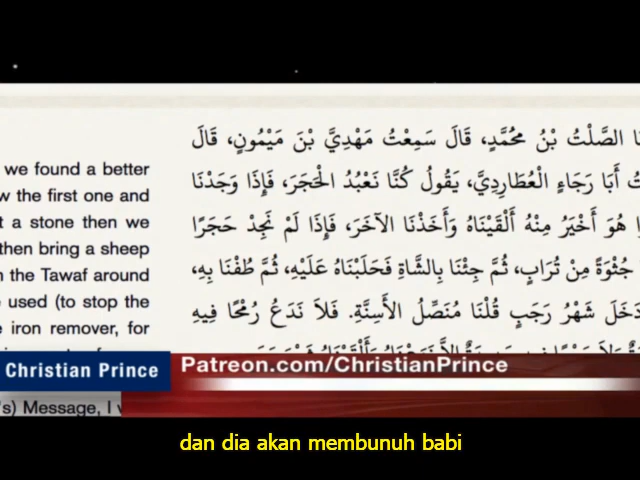 نَا الصَّلْتُ بْنُ مُحَمَّدٍ، قَالَ سَمِعْتُ مَهْدِيَّ بْنَ مَيْمُونٍ، قَالَ
we found a better
تُ أَبَا رَجَاءٍ الْعُطَارِدِيَّ، يَقُولُ كُنَّا نَعْبُدُ الْحَجَرَ، فَإِذَا وَجَدْنَا
the first one and
هُوَ أَخْيَرُ مِنْهُ أَلْقَيْنَاهُ وَأَخَذْنَا الآخَرَ، فَإِذَا لَمْ نَجِدْ حَجَرًا
a stone then we
جُثْوَةً مِنْ تُرَابٍ، ثُمَّ جِئْنَا بِالشَّاةِ فَحَلَبْنَاهُ عَلَيْهِ، ثُمَّ طُفْنَا بِهِ،
then bring a sheep
the Tawaf around
دَخَلَ شَهْرُ رَجَبٍ قُلْنَا مُنَصِّلُ الأَسِنَّةِ. فَلاَ نَدَعُ رُمْحًا فِيهِ
used (to stop the
iron remover, for
Christian Prince
Patreon.com/ChristianPrince
's) Message, I
dan dia akan membunuh babi